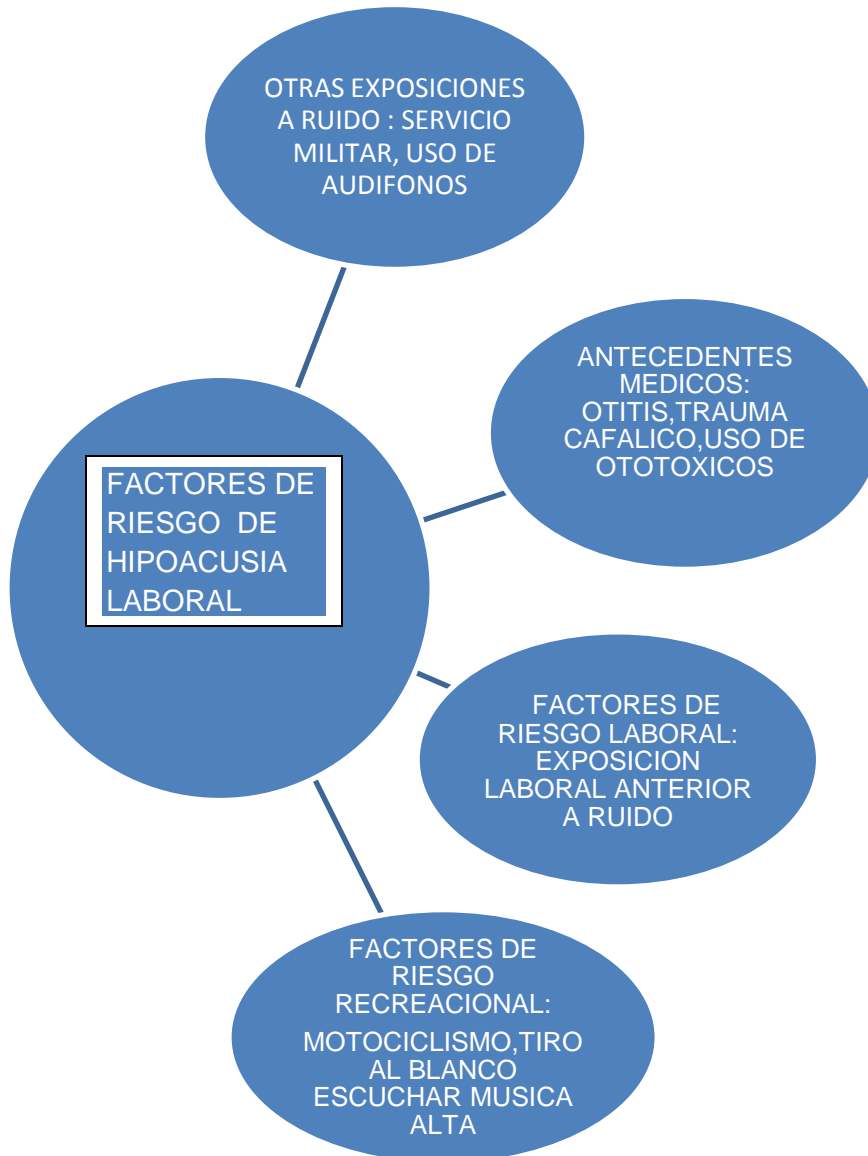 OTRAS EXPOSICIONES
A RUIDO : SERVICIO
MILITAR, USO DE
AUDIFONOS
ANTECEDENTES
MEDICOS:
OTITIS,TRAUMA
CAFALICO,USO DE
OTOTOXICOS
FACTORES DE
RIESGO DE
HIPOACUSIA
LABORAL
FACTORES DE
RIESGO LABORAL:
EXPOSICION
LABORAL ANTERIOR
A RUIDO
FACTORES DE
RIESGO
RECREACIONAL:
MOTOCICLISMO,TIRO
AL BLANCO
ESCUCHAR MUSICA
ALTA